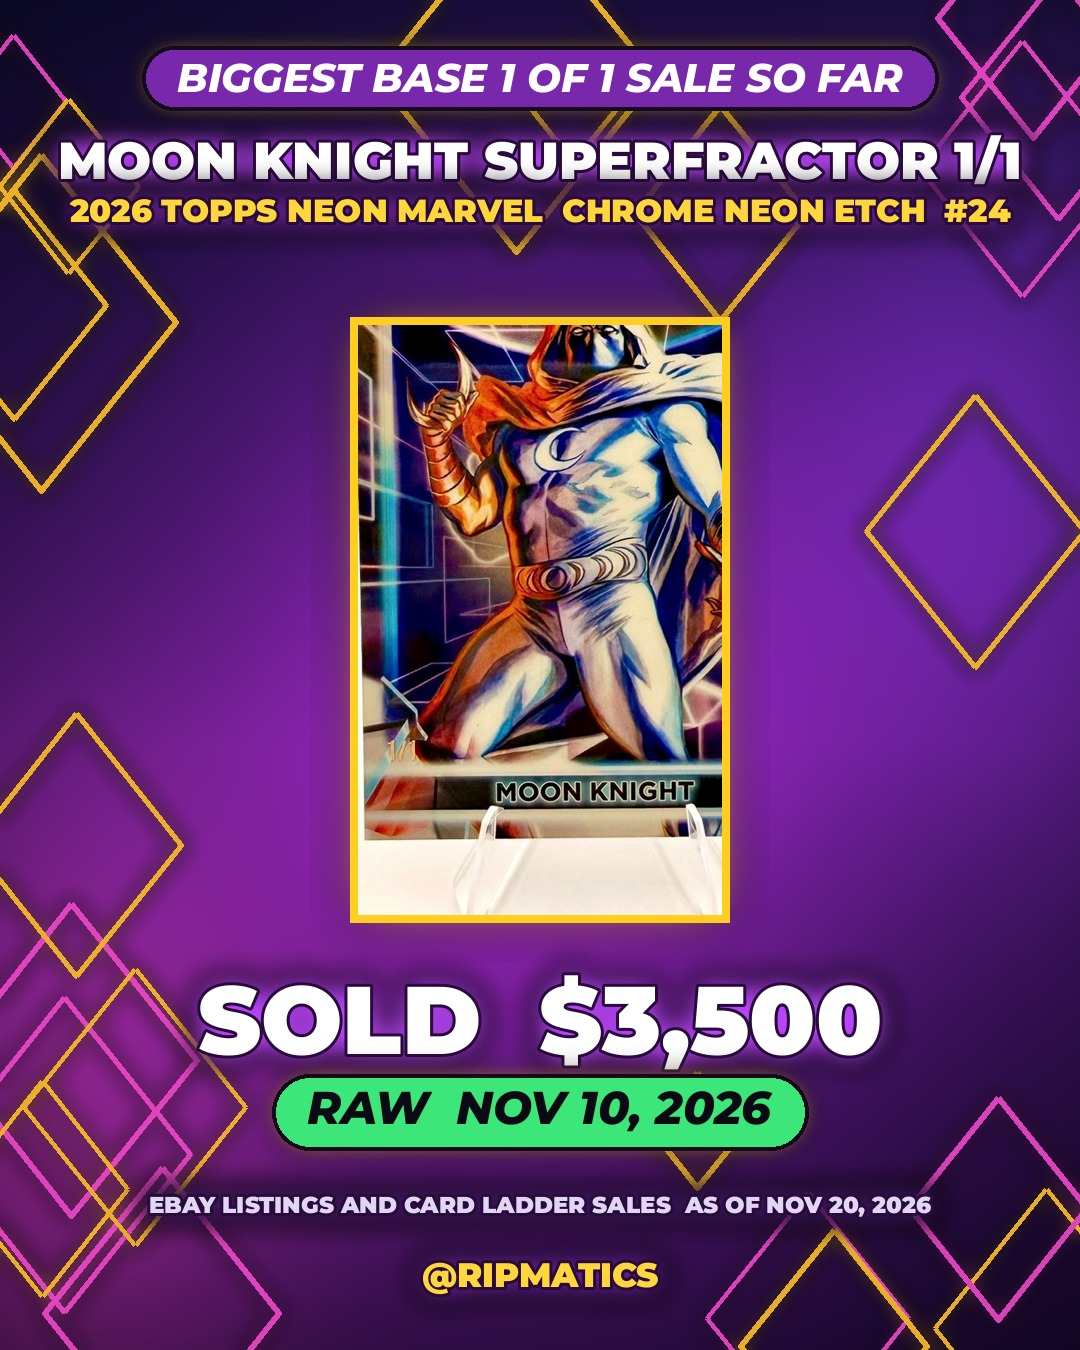 BIGGEST BASE 1 OF 1 SALE SO FAR
MOON KNIGHT SUPERFRACTOR 1/1
2026 TOPPS NEON MARVEL CHROME NEON ETCH #24
1/1
MOON KNIGHT
SOLD $3,500
RAW NOV 10, 2026
EBAY LISTINGS AND CARD LADDER SALES AS OF NOV 20, 2026
@RIPMATICS